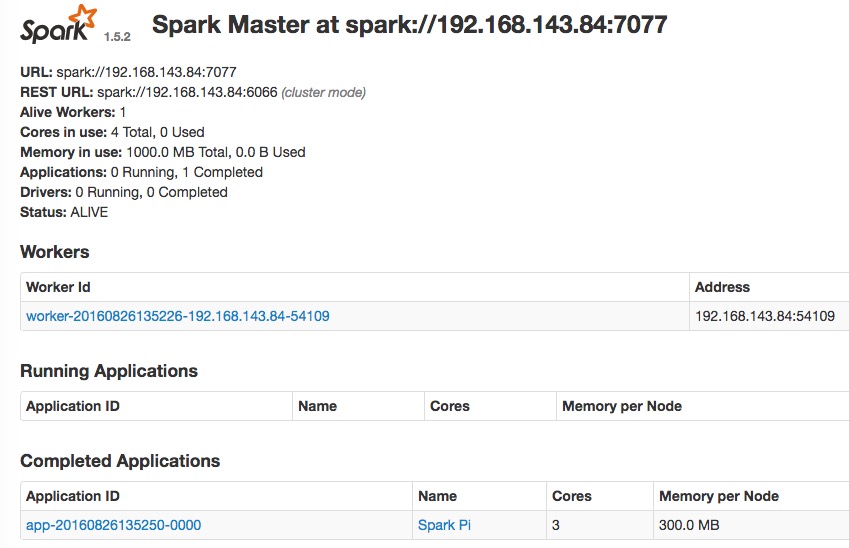 Spark 1.5.2 Spark Master at spark://192.168.143.84:7077
URL: spark://192.168.143.84:7077
REST URL: spark://192.168.143.84:6066 (cluster mode)
Alive Workers: 1
Cores in use: 4 Total, 0 Used
Memory in use: 1000.0 MB Total, 0.0 B Used
Applications: 0 Running, 1 Completed
Drivers: 0 Running, 0 Completed
Status: ALIVE
Workers
Worker Id Address
worker-20160826135226-192.168.143.84-54109 192.168.143.84:54109
Running Applications
Application ID Name Cores Memory per Node
Completed Applications
Application ID Name Cores Memory per Node
app-20160826135250-0000 Spark Pi 3 300.0 MB